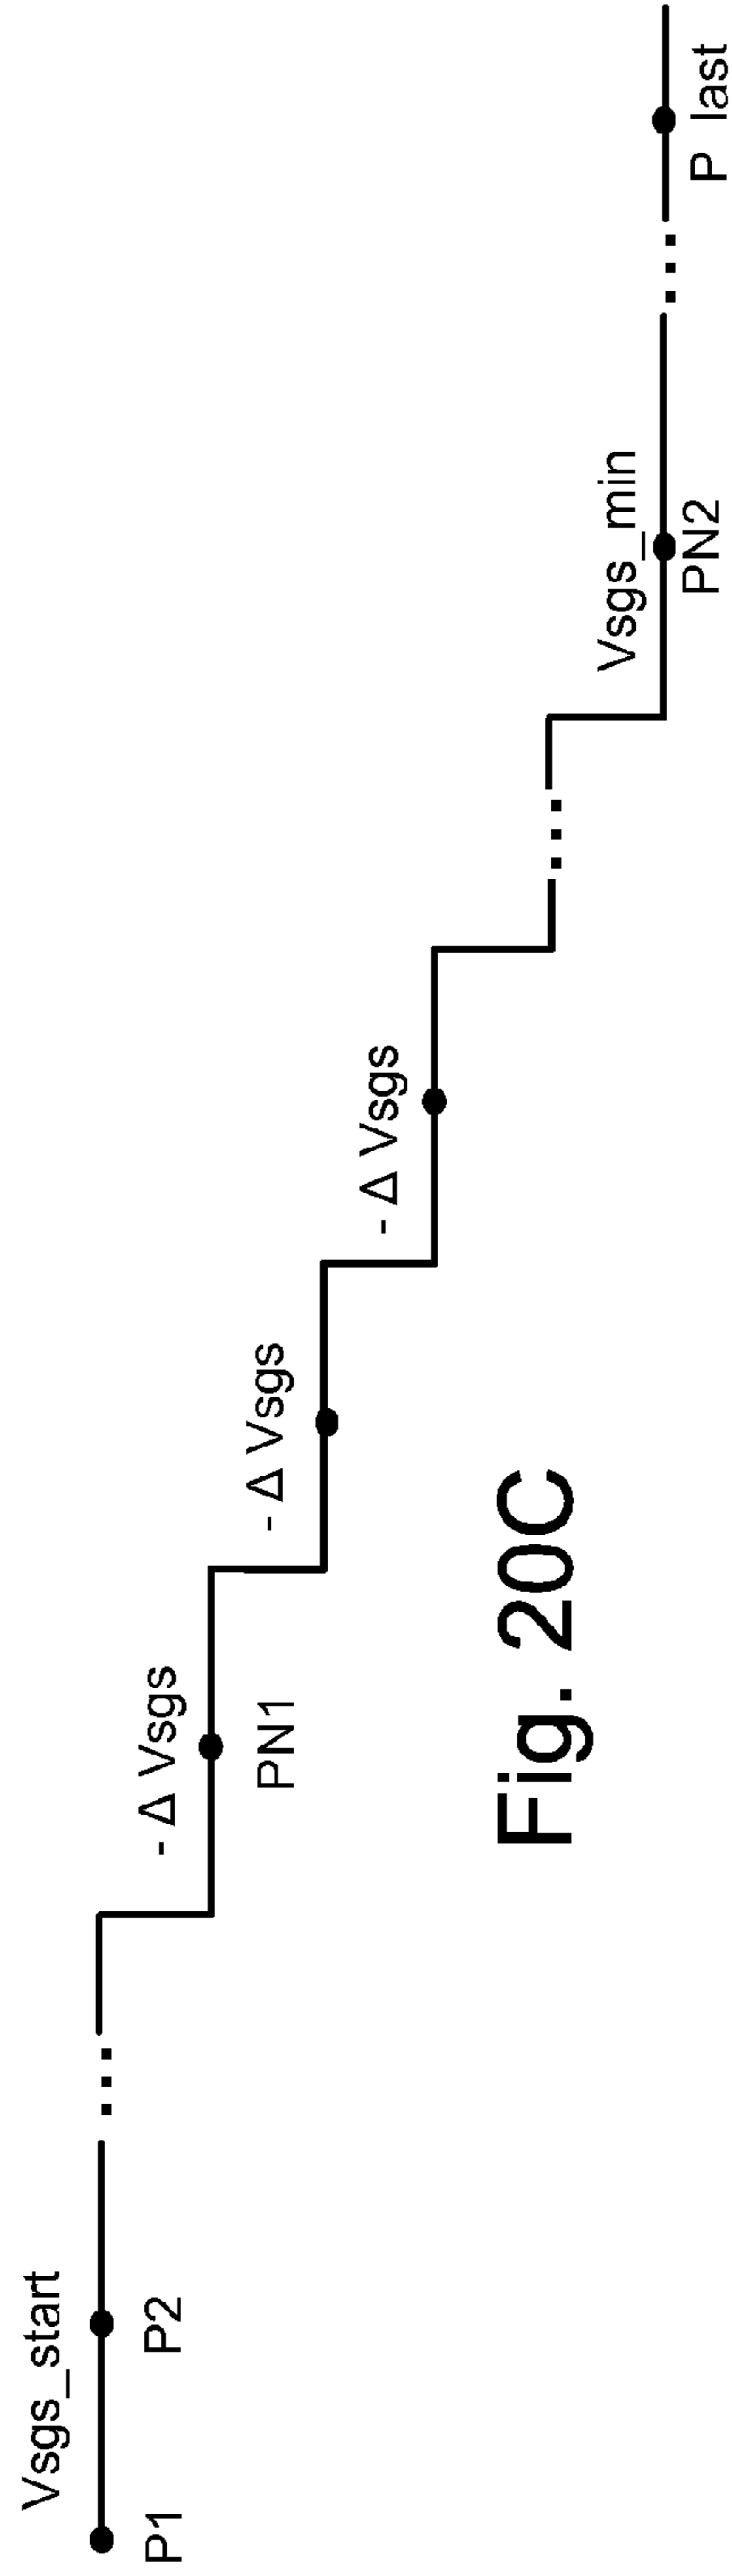 Vsgs_start
P1
P2
- Δ Vsgs
PN1
- Δ Vsgs
- Δ Vsgs
Vsgs_min
PN2
P last
Fig. 20C